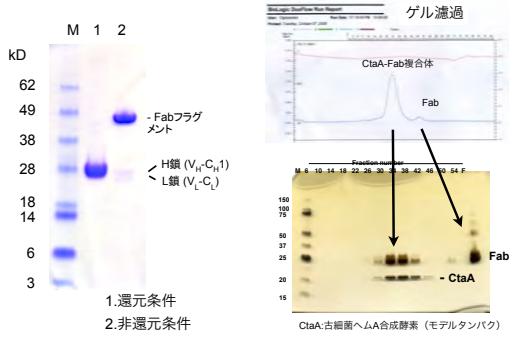 ゲル濾過
BioLogic DuoFlow Run Report
CtaA-Fab複合体
Fab
M 1 2
kD
62
49
38
28
18
14
6
3
- Fabフラグ
メント
H鎖 (VH-CH1)
L鎖 (VL-CL)
1.還元条件
2.非還元条件
Fraction number
M 6 10 14 18 22 26 30 34 38 42 46 50 54 F
150
100
75
50
37
25
20
15
Fab
- CtaA
CtaA:古細菌ヘムA合成酵素（モデルタンパク）